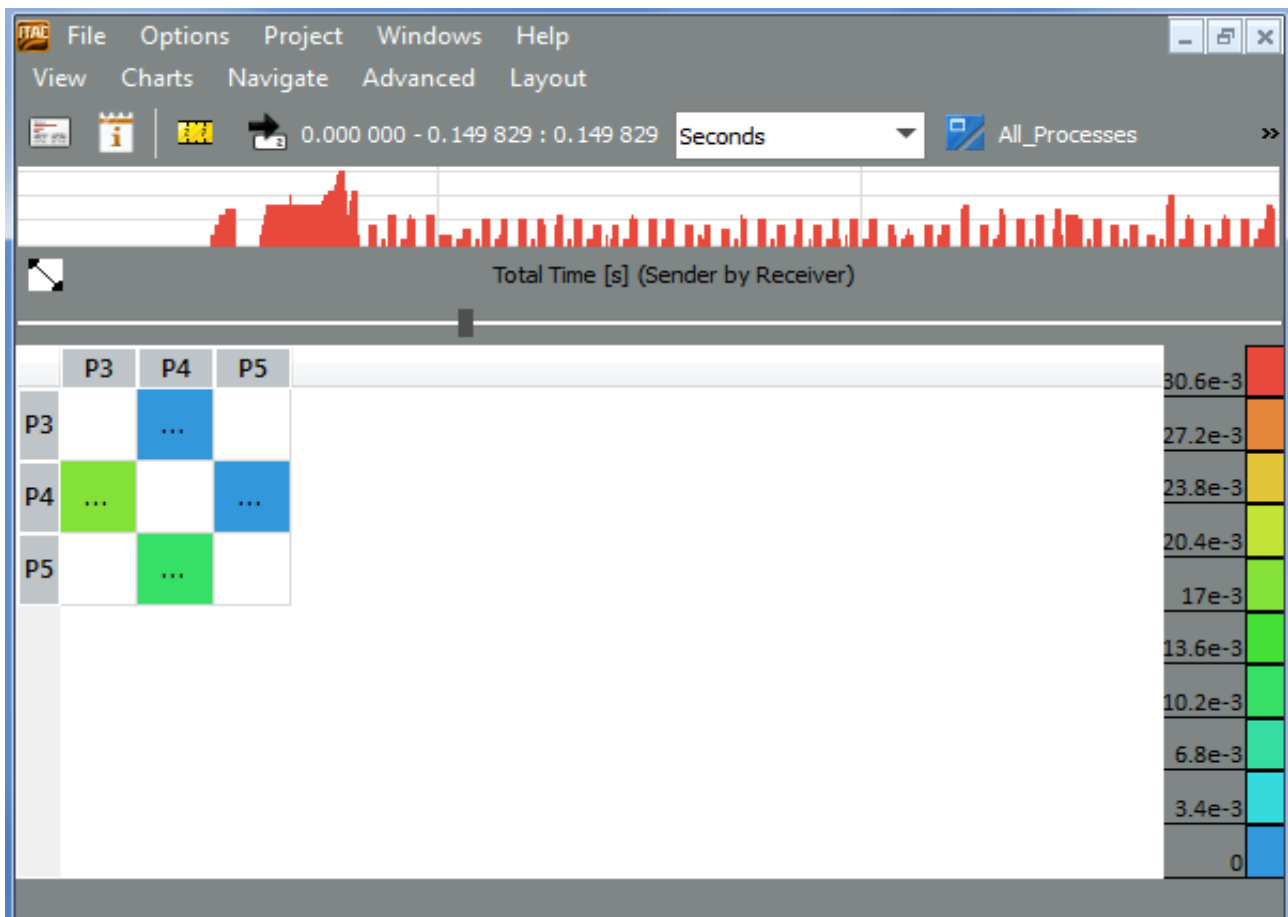 ITAC File Options Project Windows Help
View Charts Navigate Advanced Layout
0.000 000 - 0.149 829 : 0.149 829 Seconds All_Processes »
Total Time [s] (Sender by Receiver)
P3 P4 P5
30.6e-3
P3 ...
27.2e-3
P4 ... ...
23.8e-3
20.4e-3
P5 ...
17e-3
13.6e-3
10.2e-3
6.8e-3
3.4e-3
0